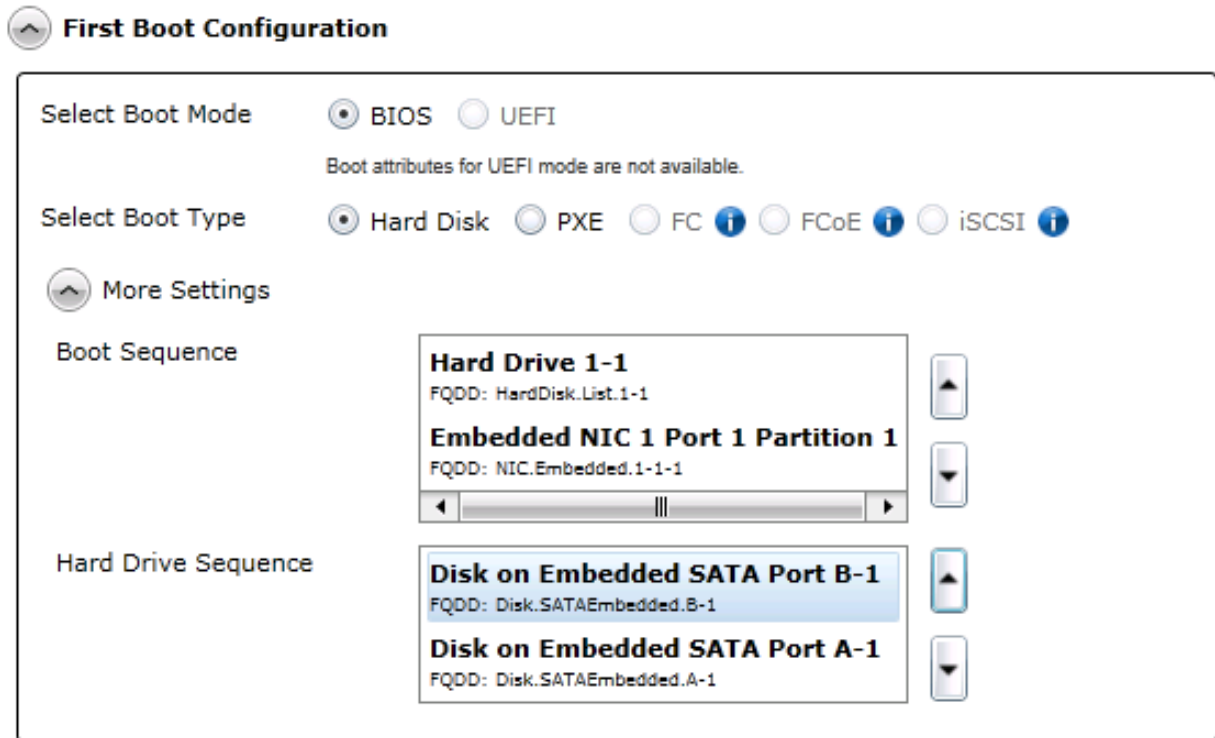 First Boot Configuration
Select Boot Mode BIOS UEFI
Boot attributes for UEFI mode are not available.
Select Boot Type Hard Disk PXE FC i FCoE i iSCSI i
More Settings
Boot Sequence
Hard Drive 1-1
FQDD: HardDisk.List.1-1
Embedded NIC 1 Port 1 Partition 1
FQDD: NIC.Embedded.1-1-1
Hard Drive Sequence
Disk on Embedded SATA Port B-1
FQDD: Disk.SATAEmbedded.B-1
Disk on Embedded SATA Port A-1
FQDD: Disk.SATAEmbedded.A-1